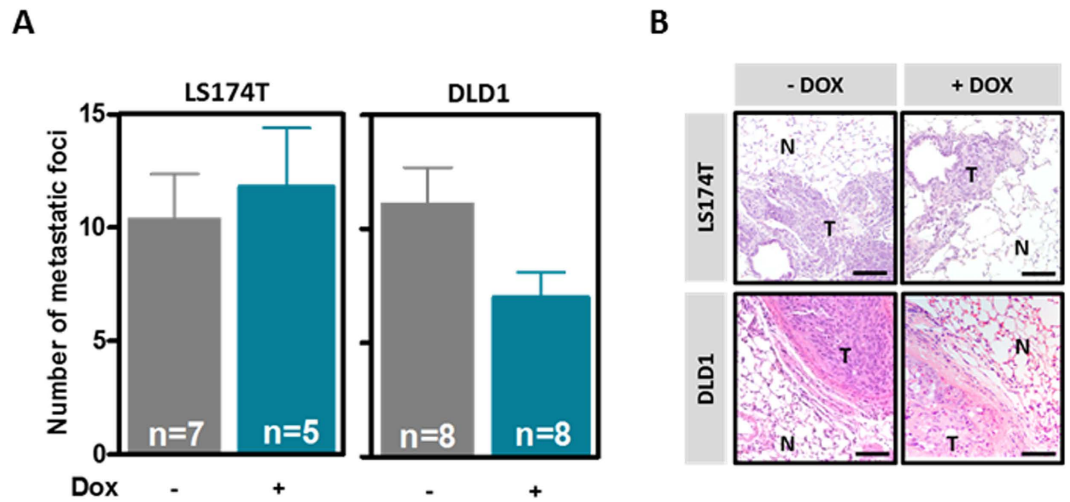 A
LS174T
DLD1
Number of metastatic foci
15
10
5
0
n=7
n=5
n=8
n=8
Dox
-
+
-
+
B
- DOX
+ DOX
LS174T
N
T
T
N
DLD1
T
N
N
T